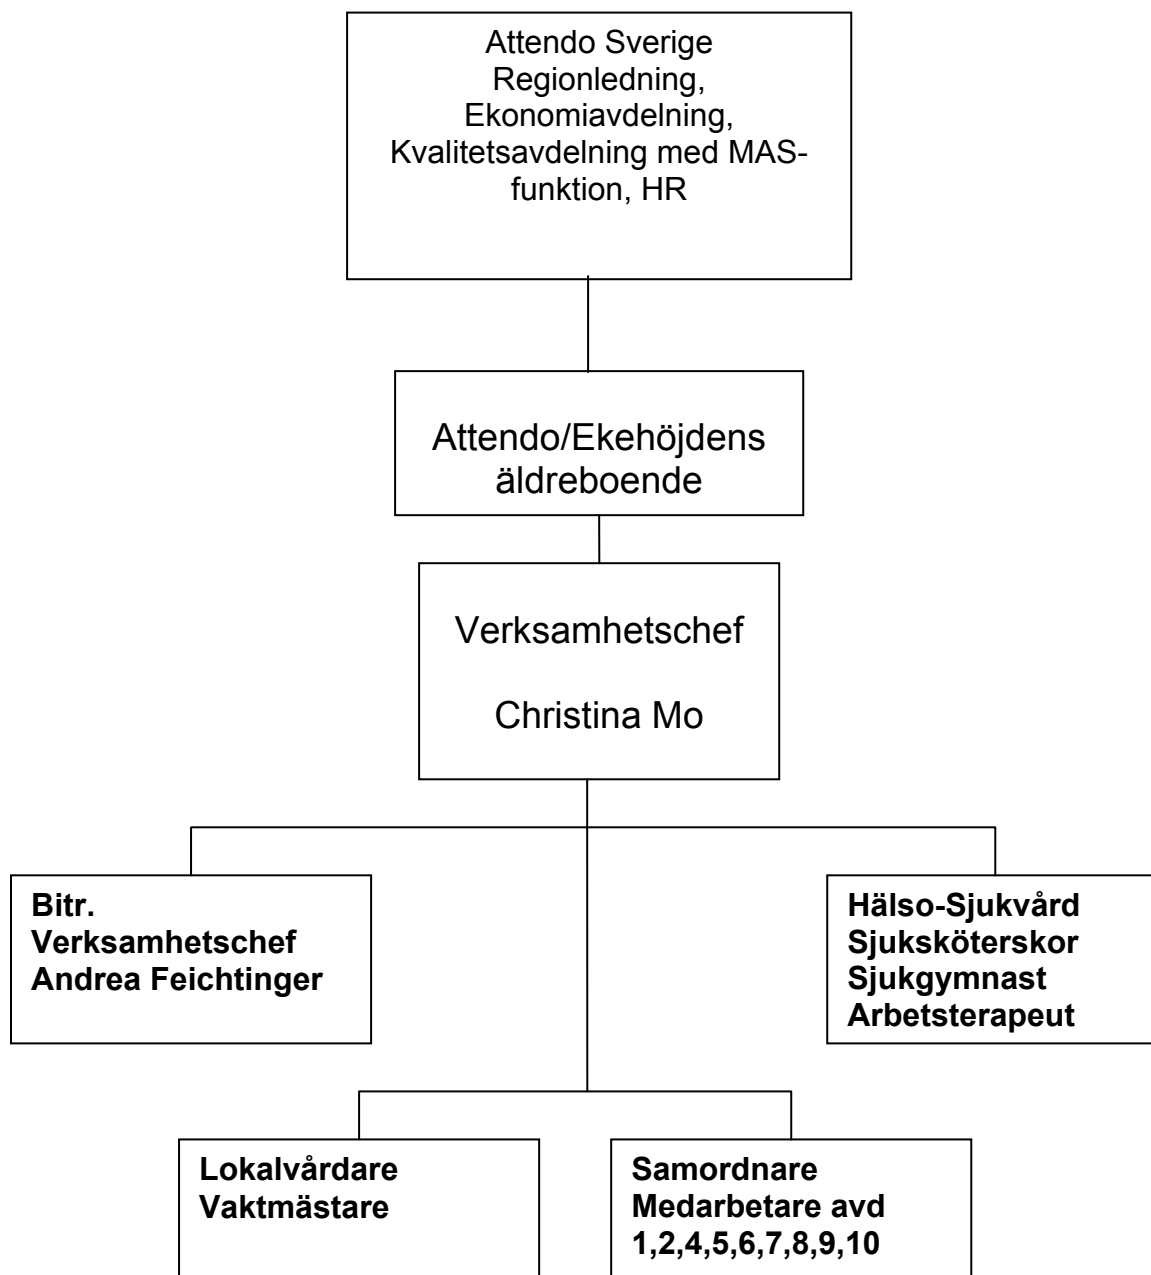 Attendo Sverige
Regionledning,
Ekonomiavdelning,
Kvalitetsavdelning med MAS-
funktion, HR
Attendo/Ekehöjdens
äldreboende
Verksamhetschef
Christina Mo
Bitr.
Verksamhetschef
Andrea Feichtinger
Hälso-Sjukvård
Sjuksköterskor
Sjukgymnast
Arbetsterapeut
Lokalvårdare
Vaktmästare
Samordnare
Medarbetare avd
1,2,4,5,6,7,8,9,10